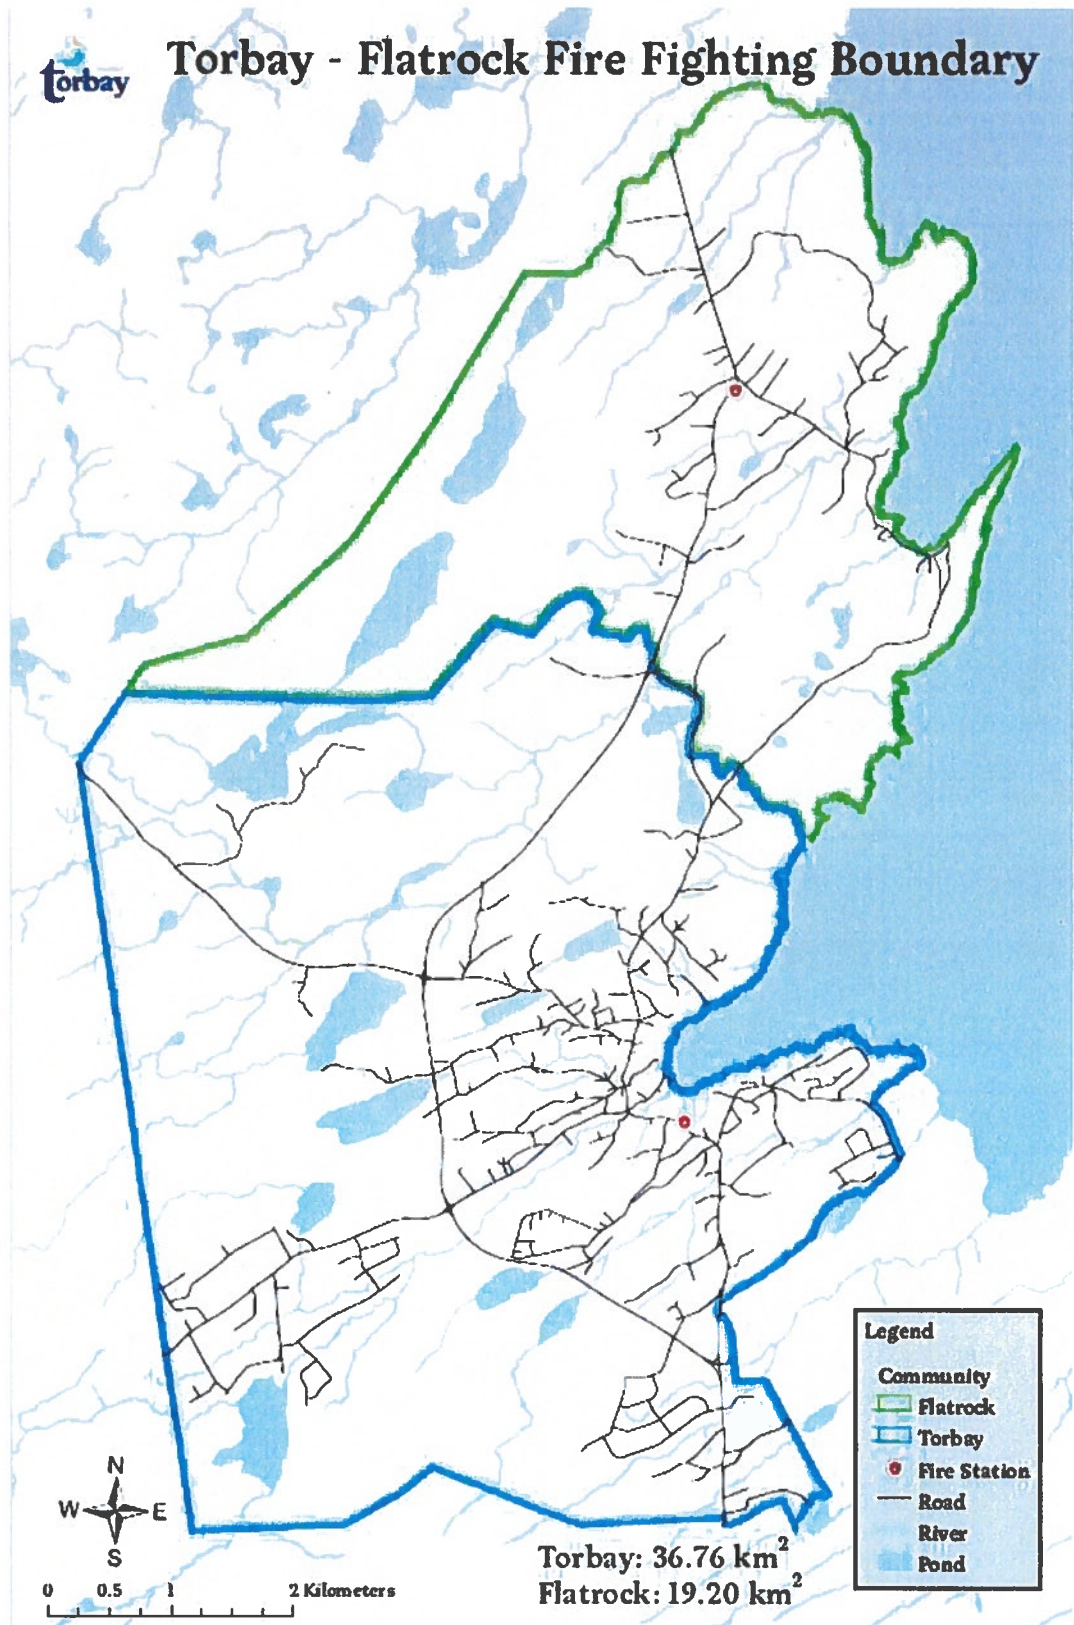 Torbay - Flatrock Fire Fighting Boundary
torbay
Legend
Community
Flatrock
Torbay
Fire Station
Road
River
Pond
N
W E
S
0 0.5 1 2 Kilometers
Torbay: 36.76 km²
Flatrock: 19.20 km²